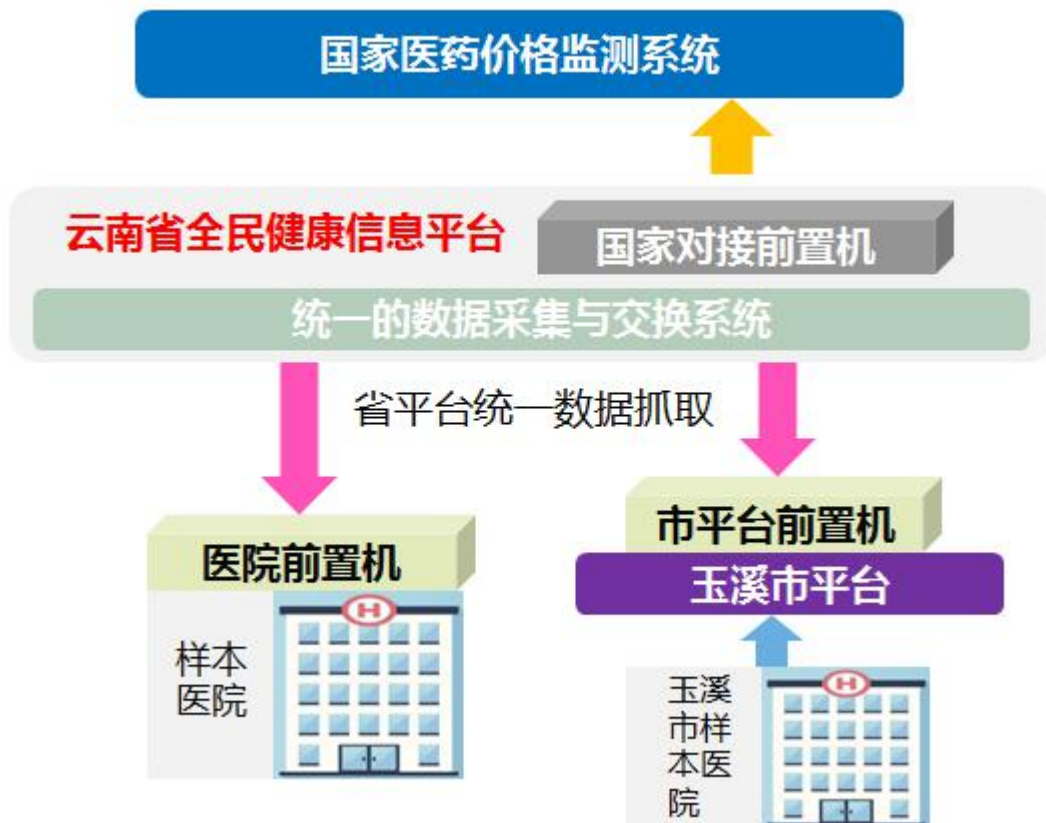 国家医药价格监测系统
云南省全民健康信息平台
国家对接前置机
统一的数据采集与交换系统
省平台统一数据抓取
医院前置机
样本
医院
H
市平台前置机
玉溪市平台
玉溪
市样
本医
院
H